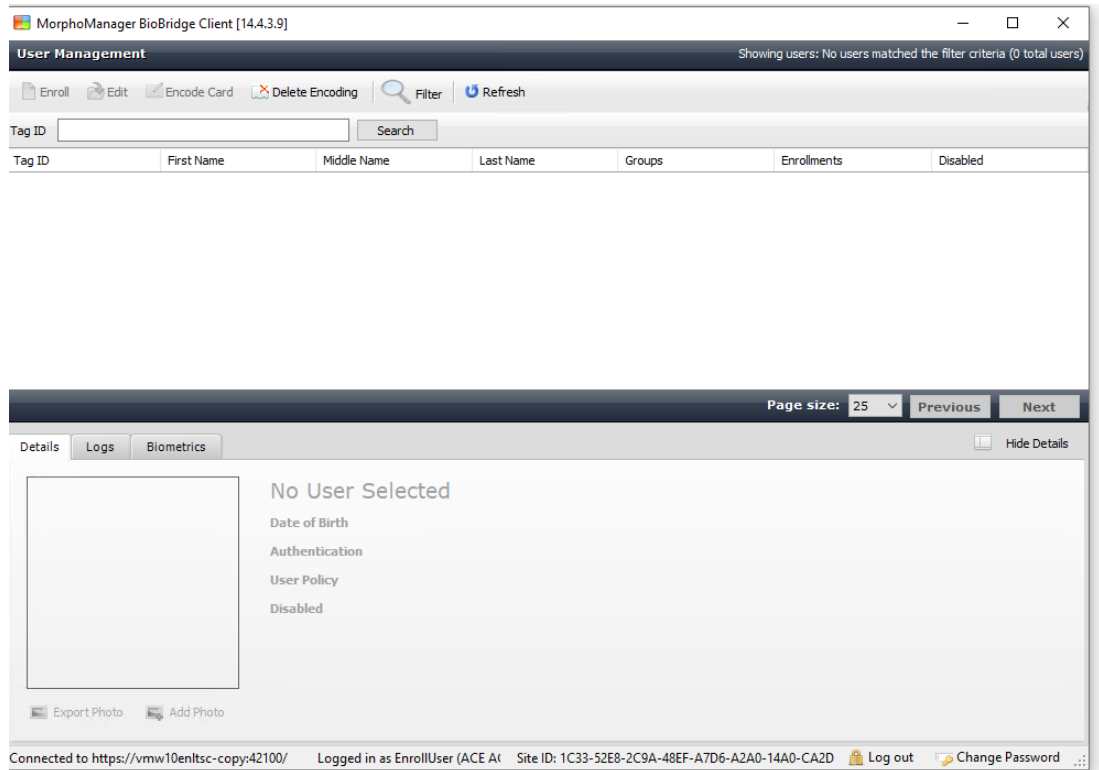 MorphoManager BioBridge Client [14.4.3.9]
User Management Showing users: No users matched the filter criteria (0 total users)
Enroll Edit Encode Card Delete Encoding Filter Refresh
Tag ID Search
Tag ID First Name Middle Name Last Name Groups Enrollments Disabled
Page size: 25 Previous Next
Details Logs Biometrics Hide Details
No User Selected
Date of Birth
Authentication
User Policy
Disabled
Export Photo Add Photo
Connected to https://vmw10enltsc-copy:42100/ Logged in as EnrollUser (ACE A( Site ID: 1C33-52E8-2C9A-48EF-A7D6-A2A0-14A0-CA2D Log out Change Password